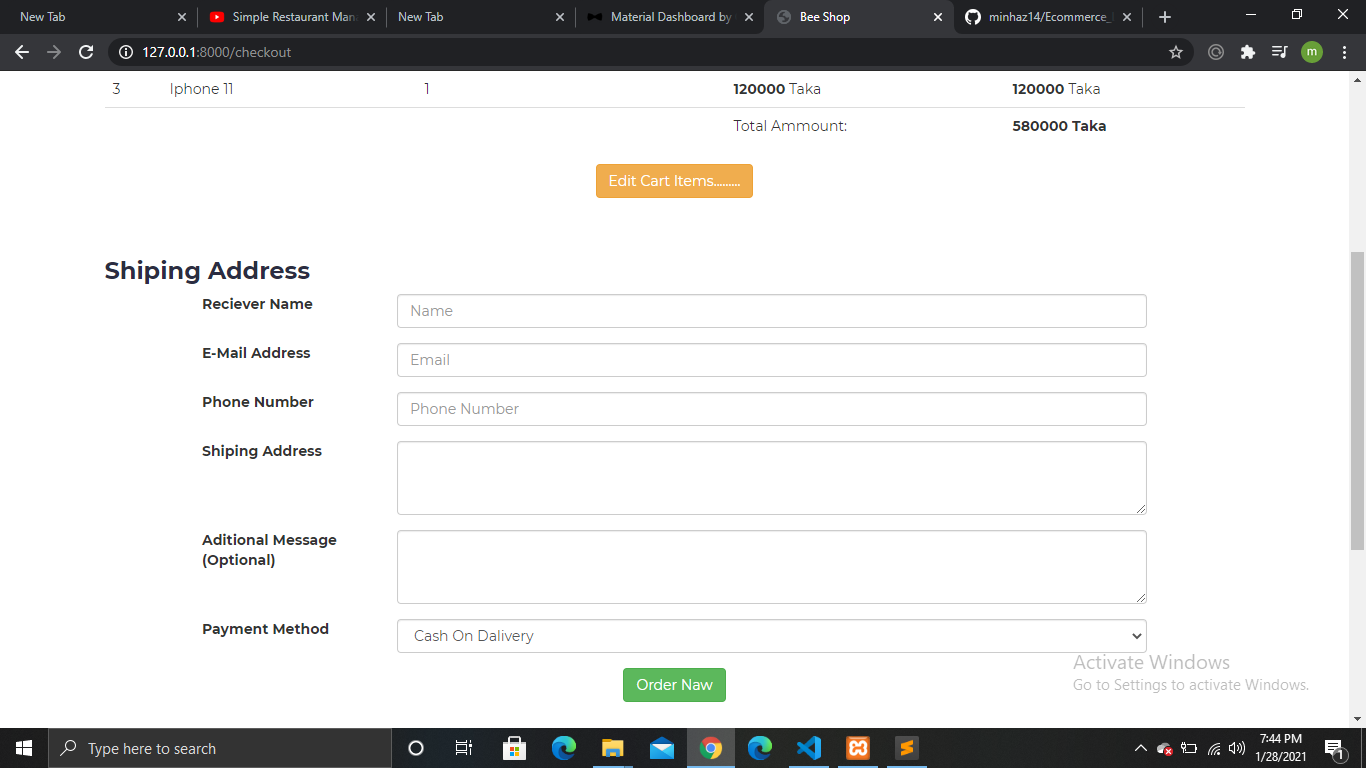 New Tab
Simple Restaurant Man
New Tab
Material Dashboard by
Bee Shop
minhaz14/Ecommerce_
127.0.0.1:8000/checkout
m
3 Iphone 11 1 120000 Taka 120000 Taka
Total Ammount: 580000 Taka
Edit Cart Items.........
Shiping Address
Reciever Name Name
E-Mail Address Email
Phone Number Phone Number
Shiping Address
Aditional Message
(Optional)
Payment Method Cash On Dalivery
Order Naw
Activate Windows
Go to Settings to activate Windows.
Type here to search
7:44 PM
1/28/2021
1